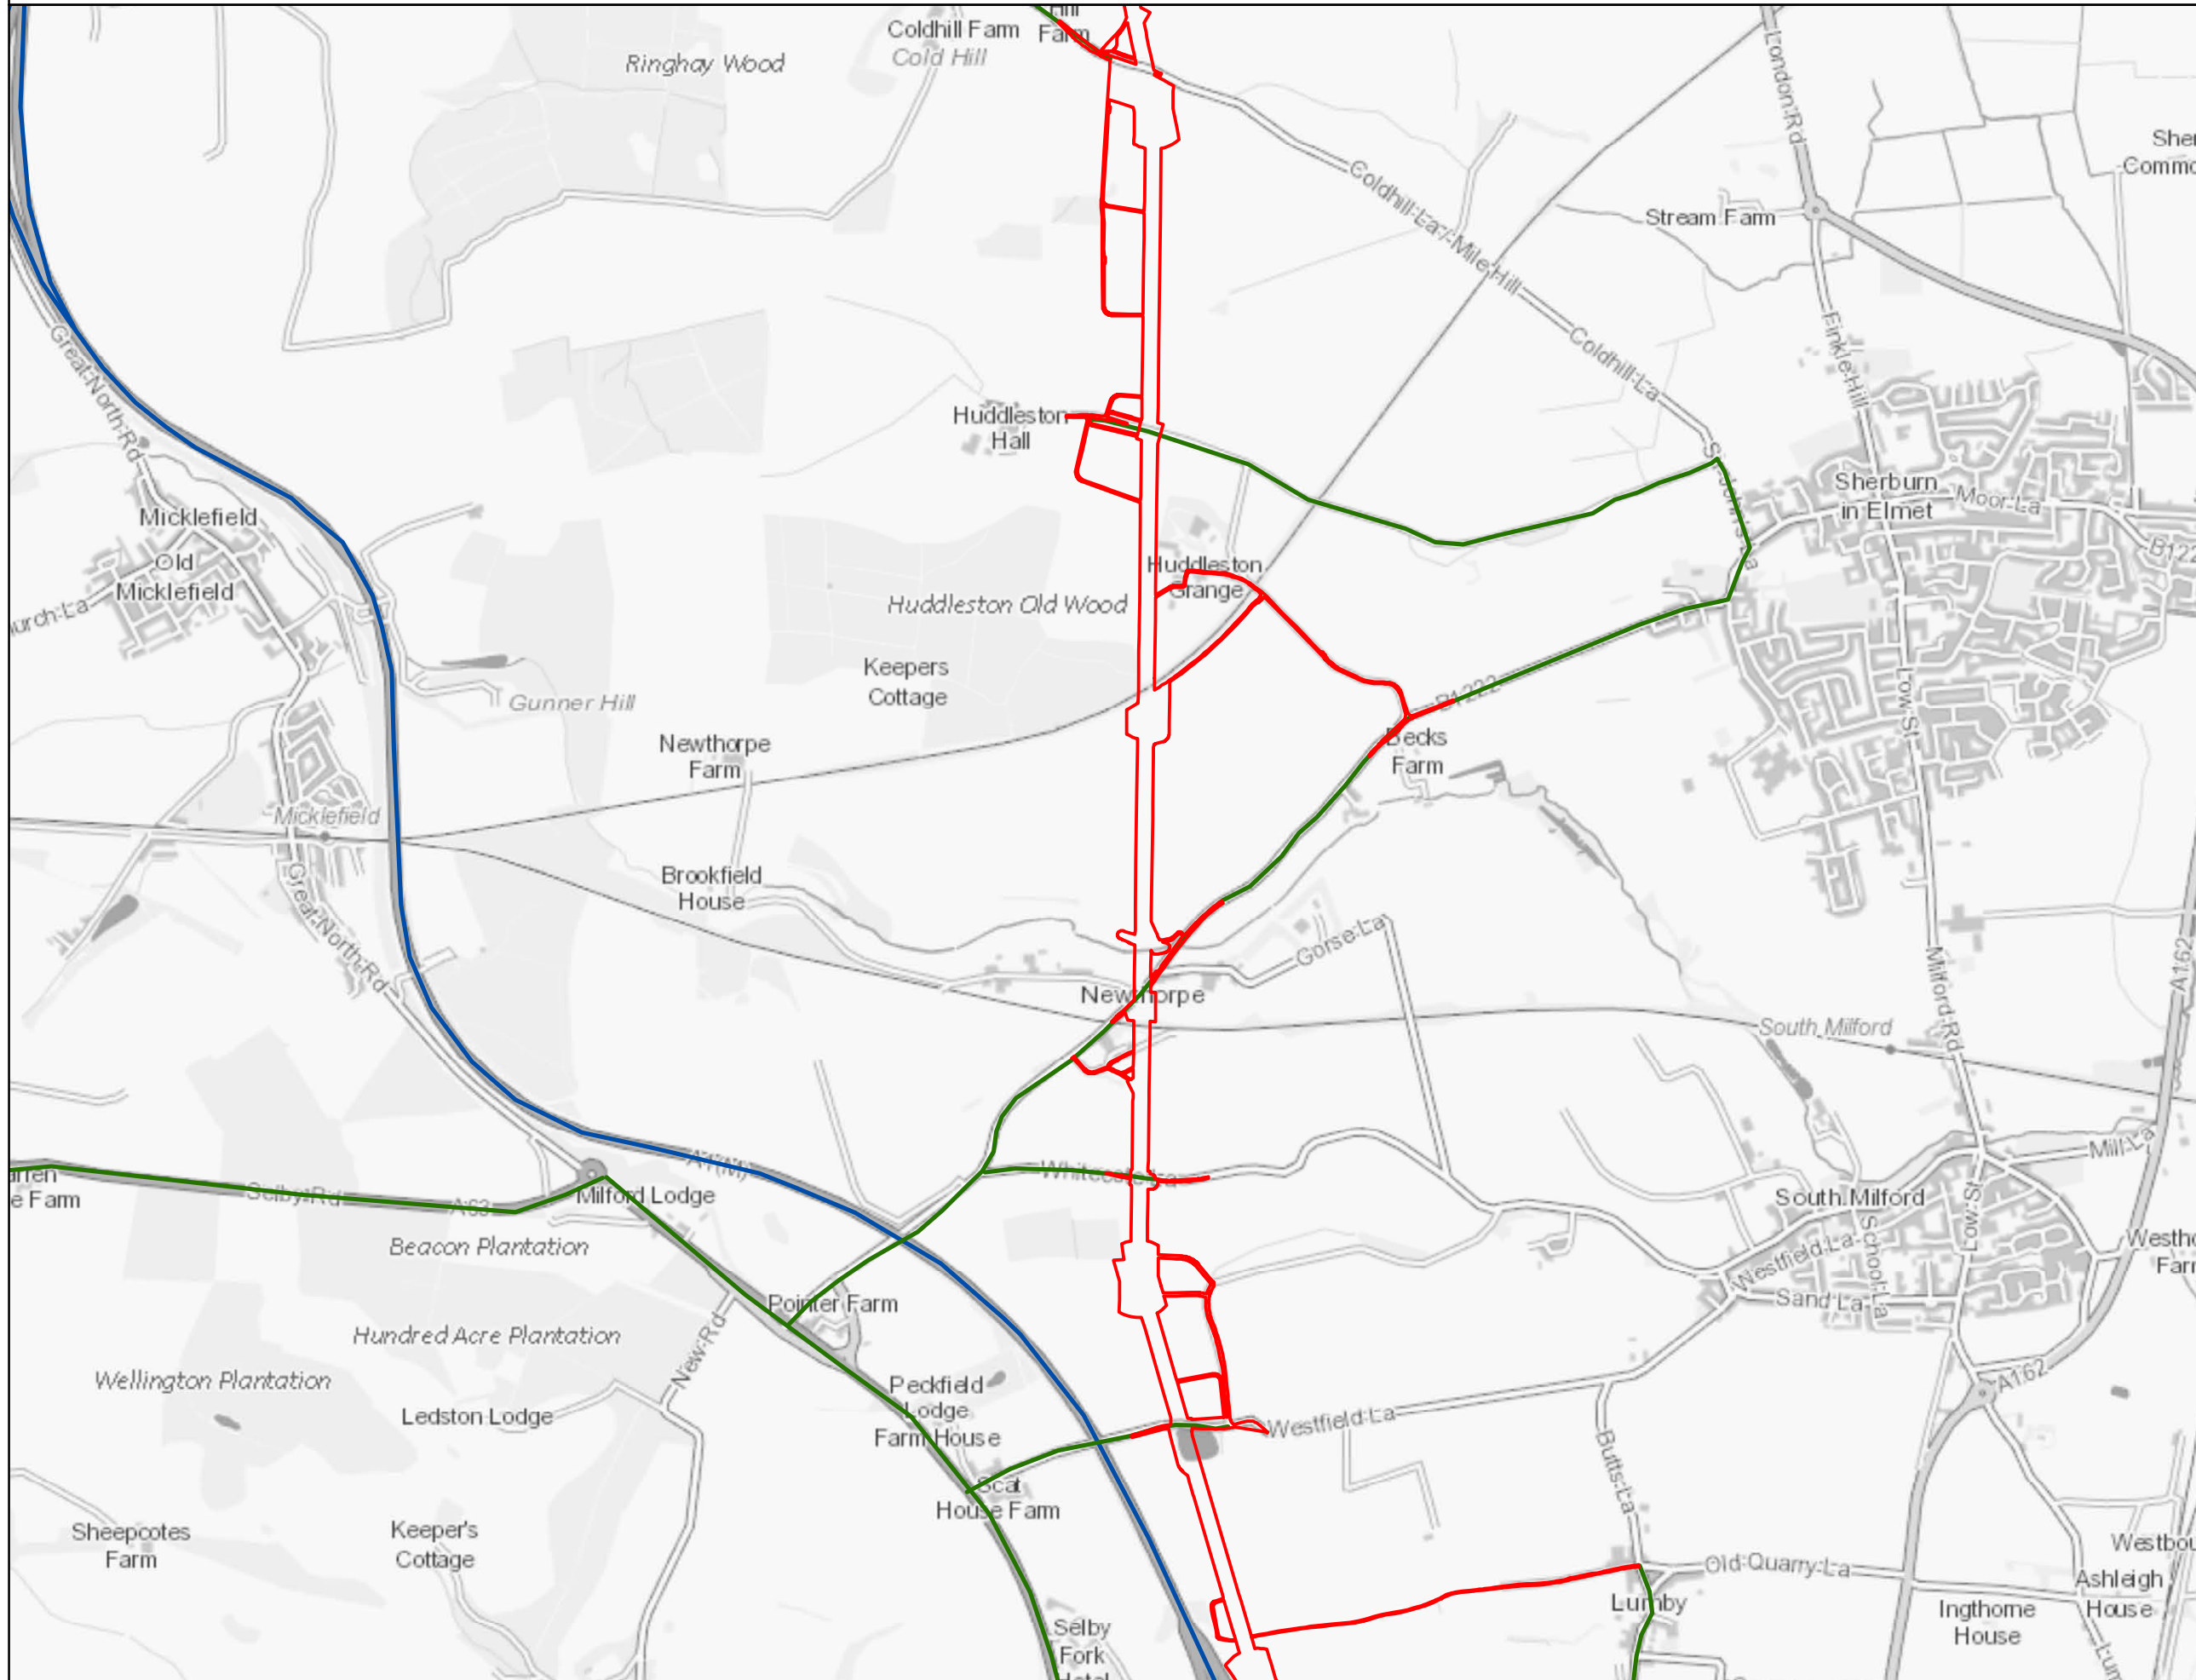 Hill
Coldhill Farm
Farm
Cold Hill
Ringhay Wood
London Rd
Coldhill La / Mile Hill
Stream Farm
Finkle Hill
Coldhill La
Great North Rd
Huddleston
Hall
Sherburn
in Elmet
Moor La
Micklefield
Old
Micklefield
Huddleston
Grange
Huddleston Old Wood
Keepers
Cottage
Gunner Hill
B1222
Low St
Becks
Farm
Newthorpe
Farm
Micklefield
Brookfield
House
Great North Rd
Gorse La
Milford Rd
A162
Newthorpe
South Milford
Mill La
A1(M)
Whitecote La
Selby Rd
A63
Milford Lodge
South Milford
Low St
School La
Westfield La
Sand La
Beacon Plantation
Pointer Farm
Hundred Acre Plantation
New Rd
Wellington Plantation
Peckfield
Lodge
Farm House
Ledston Lodge
A162
Westfield La
Butts La
Scat
House Farm
Sheepcotes
Farm
Keeper's
Cottage
Old Quarry La
Lumby
Ashleigh
House
Ingthorne
House
Selby
Fork
Hotel